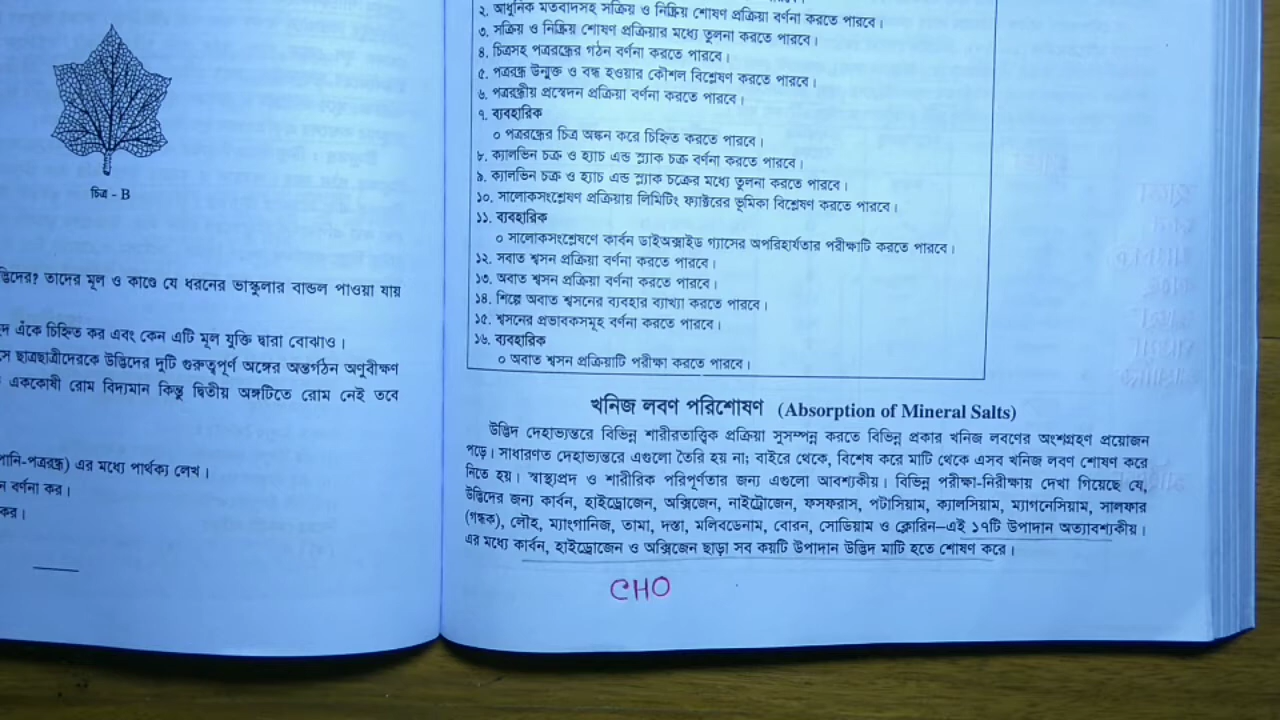 চিত্র - B
দ্ভিদের? তাদের মূল ও কাণ্ডে যে ধরনের ভাস্কুলার বান্ডল পাওয়া যায়
এঁকে চিহ্নিত কর এবং কেন এটি মূল যুক্তি দ্বারা বোঝাও।
ছাত্রছাত্রীদেরকে উদ্ভিদের দুটি গুরুত্বপূর্ণ অঙ্গের অন্তর্গঠন অণুবীক্ষণ
এককোষী রোম বিদ্যমান কিন্তু দ্বিতীয় অঙ্গটিতে রোম নেই তবে
পানি-পত্ররন্ধ্র) এর মধ্যে পার্থক্য লেখ।
বর্ণনা কর।
কর।
২. আধুনিক মতবাদসহ সক্রিয় ও নিষ্ক্রিয় শোষণ প্রক্রিয়া বর্ণনা করতে পারবে।
৩. সক্রিয় ও নিষ্ক্রিয় শোষণ প্রক্রিয়ার মধ্যে তুলনা করতে পারবে।
৪. চিত্রসহ পত্ররন্ধ্রের গঠন বর্ণনা করতে পারবে।
৫. পত্ররন্ধ্র উন্মুক্ত ও বন্ধ হওয়ার কৌশল বিশ্লেষণ করতে পারবে।
৬. পত্ররন্ধ্রীয় প্রস্বেদন প্রক্রিয়া বর্ণনা করতে পারবে।
৭. ব্যবহারিক
০ পত্ররন্ধ্রের চিত্র অঙ্কন করে চিহ্নিত করতে পারবে।
৮. ক্যালভিন চক্র ও হ্যাচ এন্ড স্ল্যাক চক্র বর্ণনা করতে পারবে।
৯. ক্যালভিন চক্র ও হ্যাচ এন্ড স্ল্যাক চক্রের মধ্যে তুলনা করতে পারবে।
১০. সালোকসংশ্লেষণ প্রক্রিয়ায় লিমিটিং ফ্যাক্টরের ভূমিকা বিশ্লেষণ করতে পারবে।
১১. ব্যবহারিক
০ সালোকসংশ্লেষণে কার্বন ডাইঅক্সাইড গ্যাসের অপরিহার্যতার পরীক্ষাটি করতে পারবে।
১২. সবাত শ্বসন প্রক্রিয়া বর্ণনা করতে পারবে।
১৩. অবাত শ্বসন প্রক্রিয়া বর্ণনা করতে পারবে।
১৪. শিল্পে অবাত শ্বসনের ব্যবহার ব্যাখ্যা করতে পারবে।
১৫. শ্বসনের প্রভাবকসমূহ বর্ণনা করতে পারবে।
১৬. ব্যবহারিক
০ অবাত শ্বসন প্রক্রিয়াটি পরীক্ষা করতে পারবে।
খনিজ লবণ পরিশোষণ (Absorption of Mineral Salts)
উদ্ভিদ দেহাভ্যন্তরে বিভিন্ন শারীরতাত্ত্বিক প্রক্রিয়া সুসম্পন্ন করতে বিভিন্ন প্রকার খনিজ লবণের অংশগ্রহণ প্রয়োজন
পড়ে। সাধারণত দেহাভ্যন্তরে এগুলো তৈরি হয় না; বাইরে থেকে, বিশেষ করে মাটি থেকে এসব খনিজ লবণ শোষণ করে
নিতে হয়। স্বাস্থ্যপ্রদ ও শারীরিক পরিপূর্ণতার জন্য এগুলো আবশ্যকীয়। বিভিন্ন পরীক্ষা-নিরীক্ষায় দেখা গিয়েছে যে,
উদ্ভিদের জন্য কার্বন, হাইড্রোজেন, অক্সিজেন, নাইট্রোজেন, ফসফরাস, পটাসিয়াম, ক্যালসিয়াম, ম্যাগনেসিয়াম, সালফার
(গন্ধক), লৌহ, ম্যাংগানিজ, তামা, দস্তা, মলিবডেনাম, বোরন, সোডিয়াম ও ক্লোরিন–এই ১৭টি উপাদান অত্যাবশ্যকীয়।
এর মধ্যে কার্বন, হাইড্রোজেন ও অক্সিজেন ছাড়া সব কয়টি উপাদান উদ্ভিদ মাটি হতে শোষণ করে।
CHO